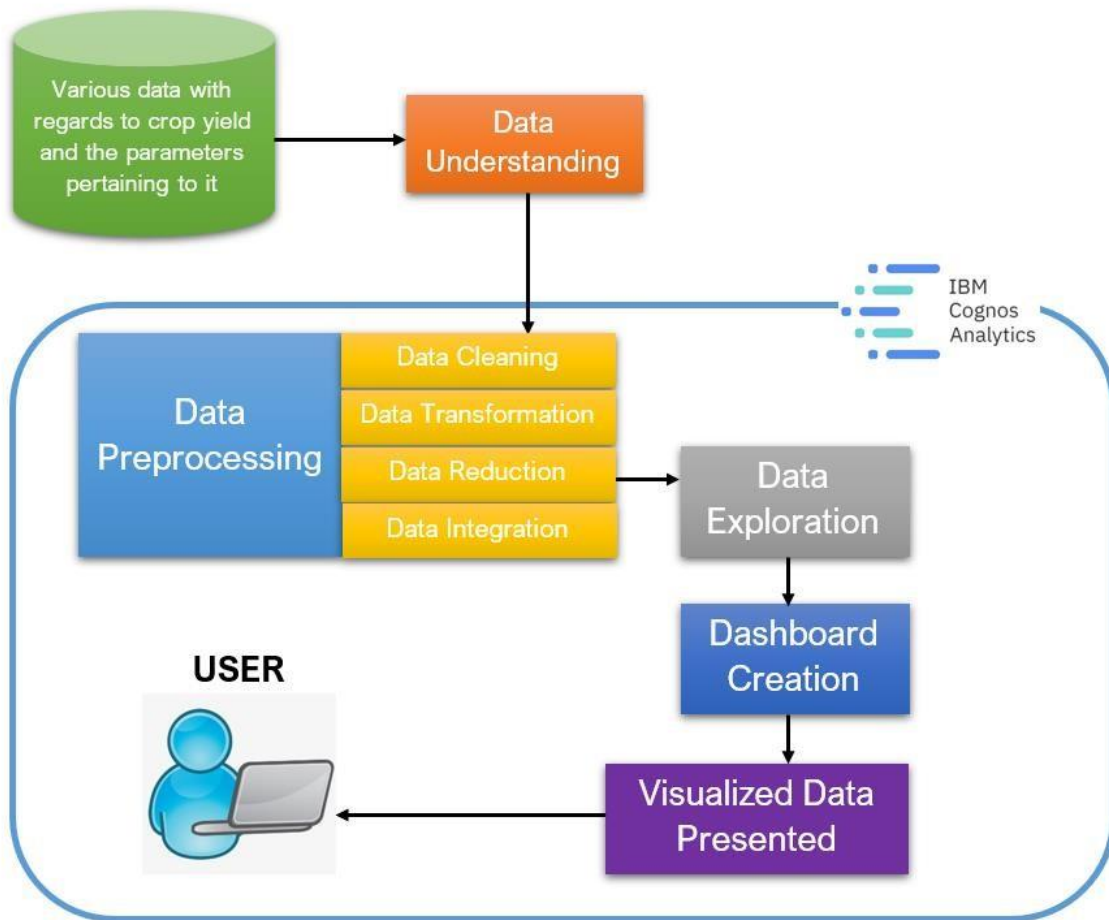 Various data with
regards to crop yield
and the parameters
pertaining to it
Data
Understanding
IBM
Cognos
Analytics
Data
Preprocessing
Data Cleaning
Data Transformation
Data Reduction
Data Integration
Data
Exploration
Dashboard
Creation
USER
Visualized Data
Presented